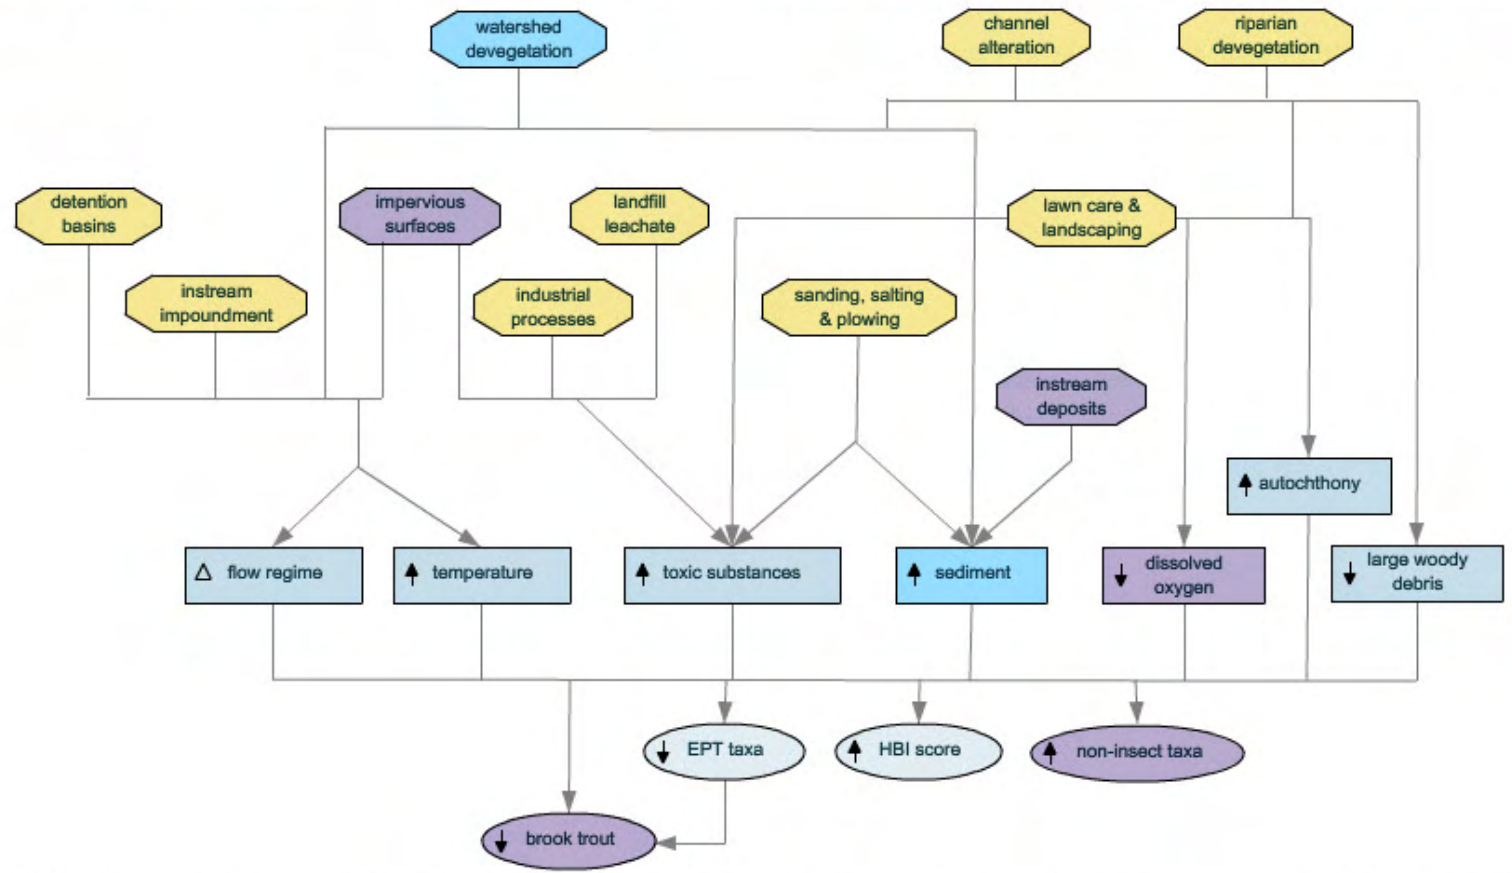 watershed
devegetation
channel
alteration
riparian
devegetation
detention
basins
impervious
surfaces
landfill
leachate
lawn care &
landscaping
instream
impoundment
industrial
processes
sanding, salting
& plowing
instream
deposits
autochthony
flow regime
temperature
toxic substances
sediment
dissolved
oxygen
large woody
debris
EPT taxa
HBI score
non-insect taxa
brook trout